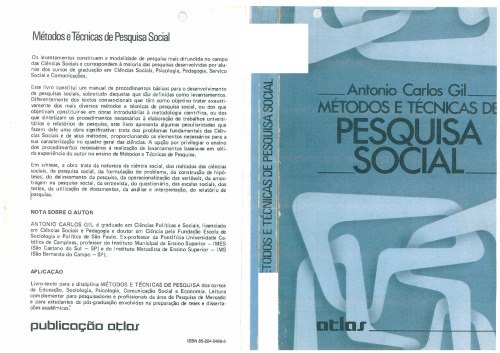 Métodos e Técnicas de Pesquisa Social
Os levantamentos constituem a modalidade de pesquisa mais difundida no campo
das Ciências Sociais e correspondem à maioria das pesquisas desenvolvidas por alu-
nos dos cursos de graduação em Ciências Sociais, Psicologia, Pedagogia, Serviço
Social e Comunicações.
Este livro constitui um manual de procedimentos básicos para o desenvolvimento
de pesquisas sociais, sobretudo daquelas que são definidas como levantamentos.
Diferentemente dos textos convencionais que têm como objetivo tratar exausti-
vamente dos mais diversos métodos e técnicas de pesquisa social, ou dos que
objetivam constituir-se em obras introdutórias à metodologia científica, ou dos
que sintetizam os procedimentos necessários à elaboração de trabalhos universi-
tários e relatórios de pesquisa, este livro apresenta algumas peculiaridades que
fazem dele uma obra significativa: trata dos problemas fundamentais das Ciên-
cias Sociais e de seus métodos, proporcionando os elementos necessários para a
sua caracterização no quadro geral das ciências. A opção por privilegiar o ensino
dos procedimentos necessários à realização de levantamentos baseia-se em sóli-
da experiência do autor no ensino de Métodos e Técnicas de Pesquisa.
Em síntese, a obra trata da natureza da ciência social, dos métodos das ciências
sociais, da pesquisa social, da formulação do problema, da construção de hipó-
teses, do delineamento da pesquisa, da operacionalização das variáveis, da amos-
tragem na pesquisa social, da entrevista, do questionário, das escalas sociais, dos
testes, da utilização de documentos, da análise e interpretação, do relatório da
pesquisa.
NOTA SOBRE O AUTOR
ANTONIO CARLOS GIL é graduado em Ciências Políticas e Sociais, licenciado
em Ciências Sociais e Pedagogia e doutor em Ciência pela Fundação Escola de
Sociologia e Política de São Paulo. Ex-professor da Pontifícia Universidade Ca-
tólica de Campinas, professor do Instituto Municipal de Ensino Superior – IMES
(São Caetano do Sul – SP) e do Instituto Metodista de Ensino Superior – IMS
(São Bernardo do Campo – SP).
APLICAÇÃO
Livro-texto para a disciplina MÉTODOS E TÉCNICAS DE PESQUISA dos cursos
de Educação, Sociologia, Psicologia, Comunicação Social e Economia. Leitura
complementar para pesquisadores e profissionais da área de Pesquisa de Mercado
e para estudantes de pós-graduação envolvidos na preparação de teses e disserta-
ções acadêmicas.
publicação atlas
ISBN 85-224-0496-5
TODOS E TÉCNICAS DE PESQUISA SOCIAL
Antonio Carlos Gil
MÉTODOS E TÉCNICAS DE
PESQUISA
SOCIAL
atlas